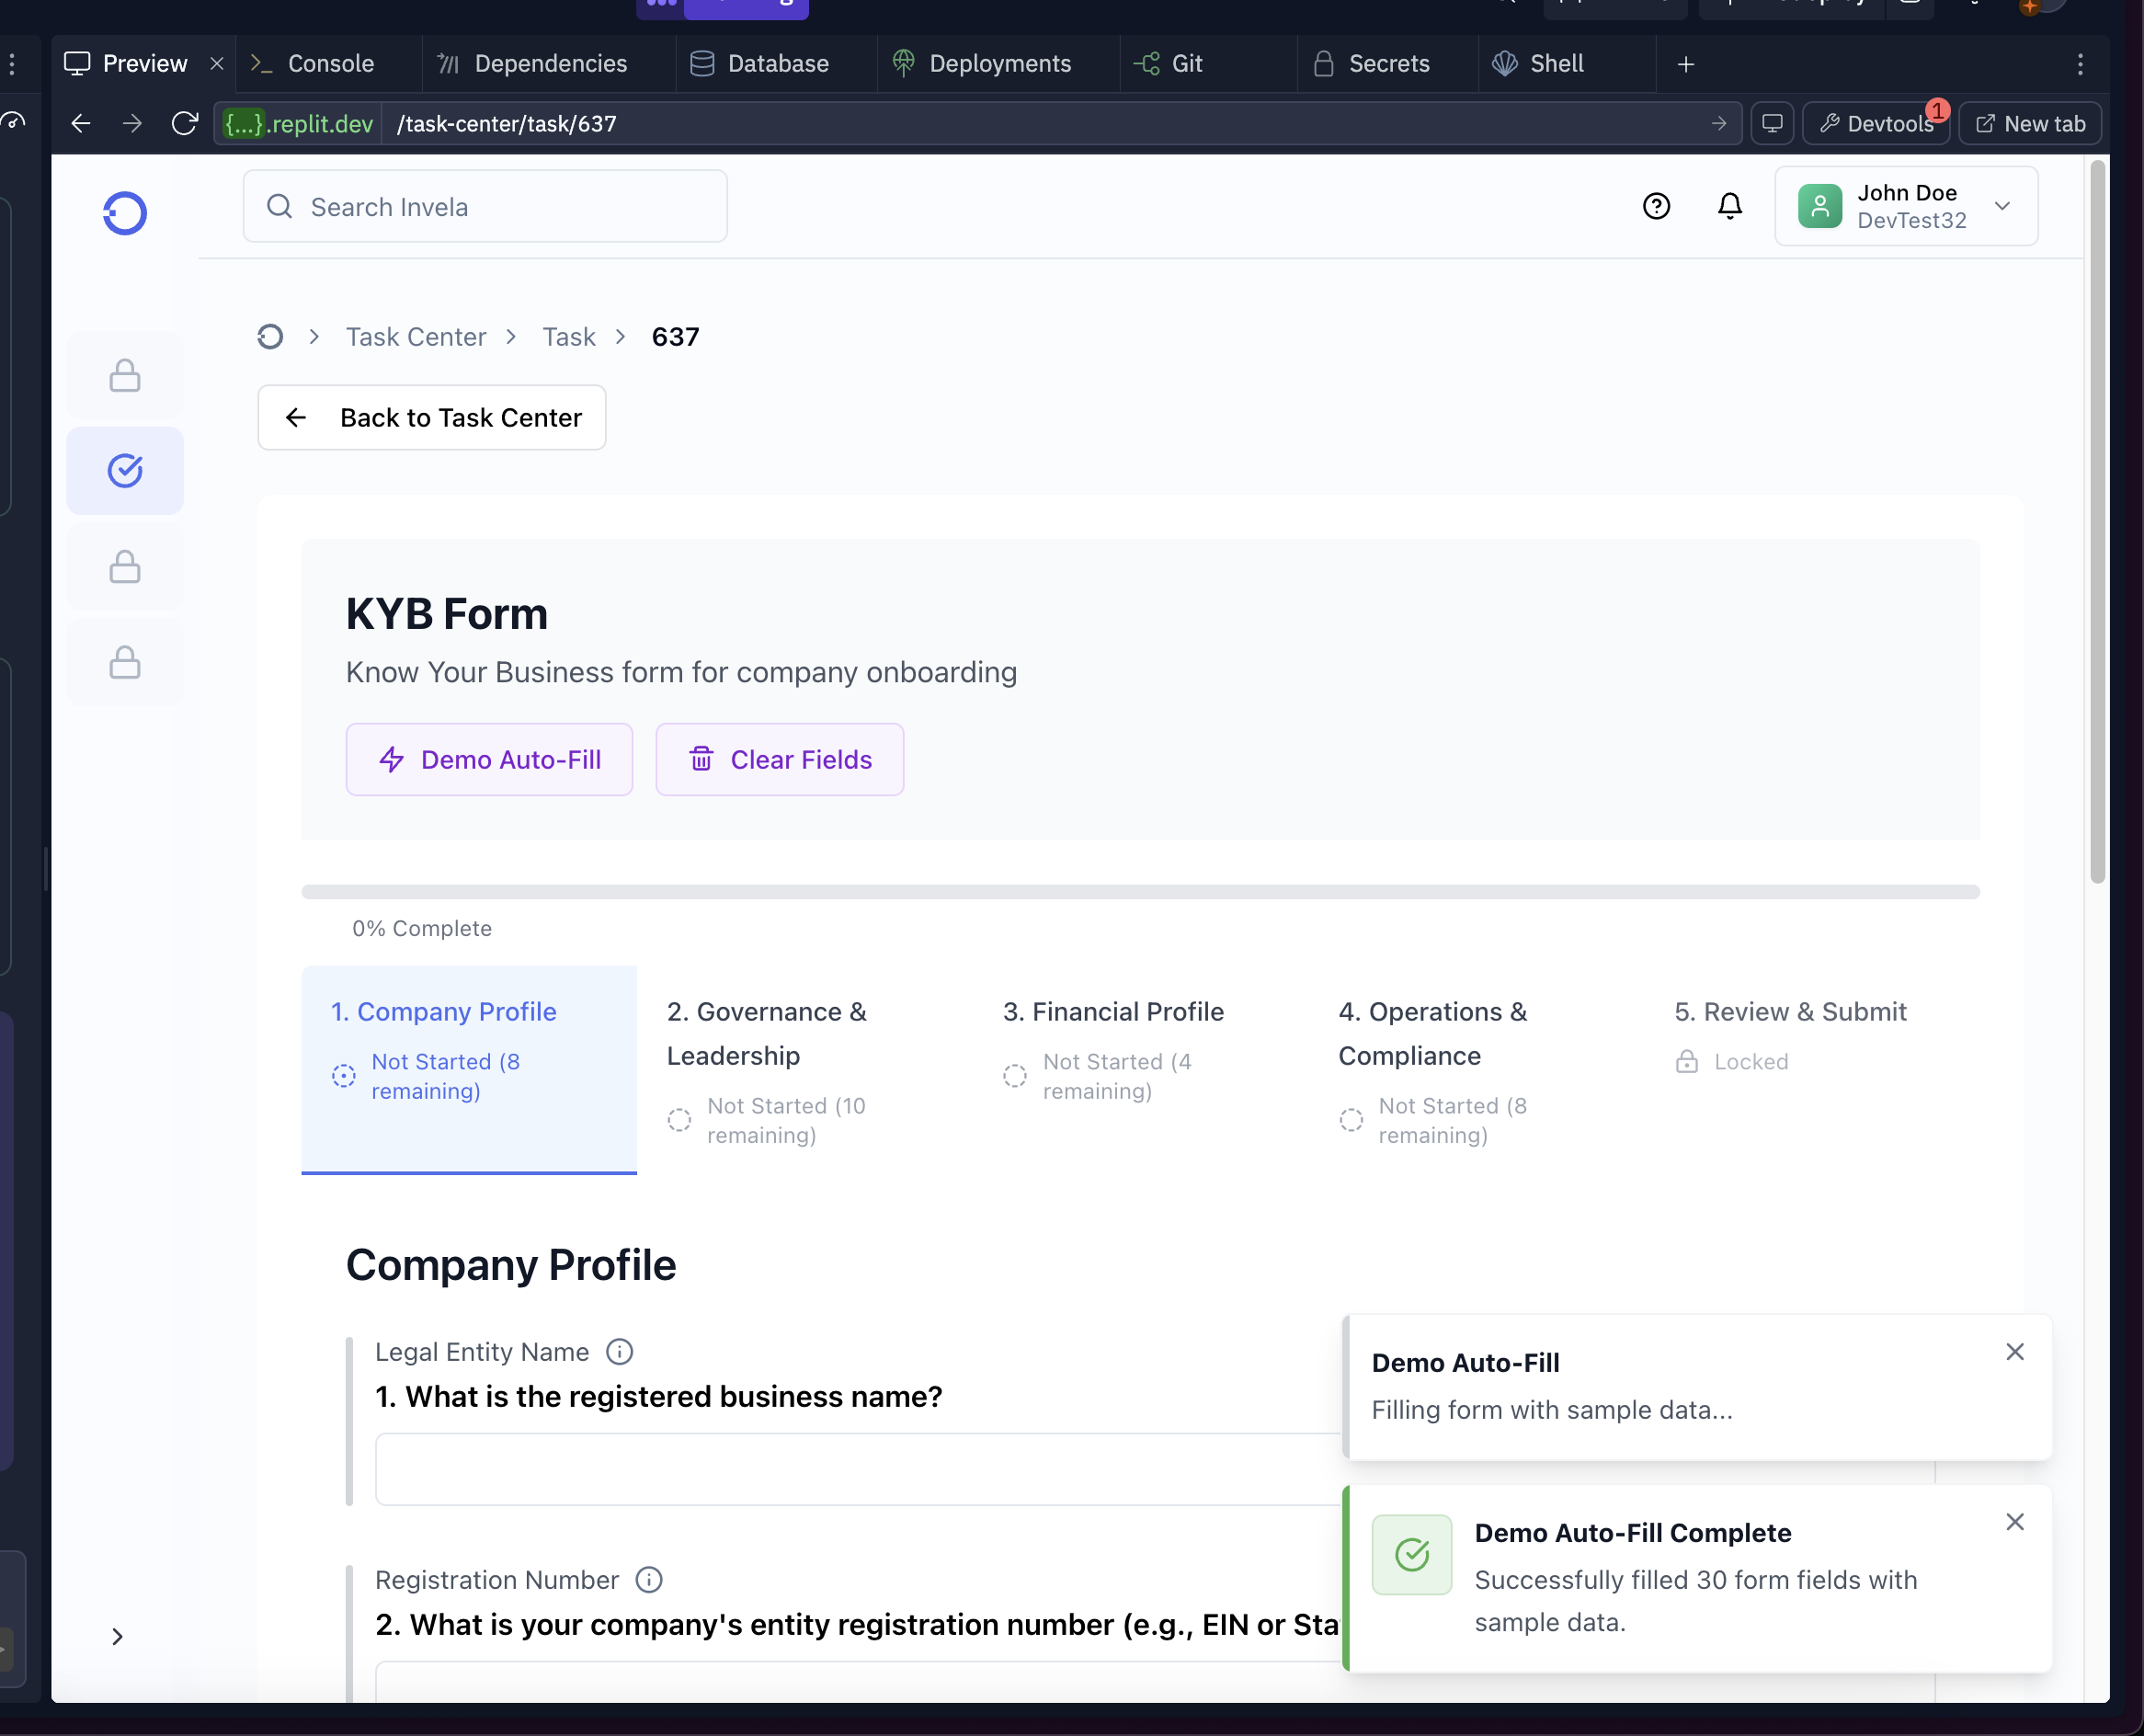 Preview
Console
Dependencies
Database
Deployments
Git
Secrets
Shell
{...}.replit.dev
/task-center/task/637
Devtools
1
New tab
Search Invela
John Doe
DevTest32
Task Center
Task
637
Back to Task Center
KYB Form
Know Your Business form for company onboarding
Demo Auto-Fill
Clear Fields
0% Complete
1. Company Profile
Not Started (8
remaining)
2. Governance &
Leadership
Not Started (10
remaining)
3. Financial Profile
Not Started (4
remaining)
4. Operations &
Compliance
Not Started (8
remaining)
5. Review & Submit
Locked
Company Profile
Legal Entity Name
1. What is the registered business name?
Registration Number
2. What is your company's entity registration number (e.g., EIN or Sta
Demo Auto-Fill
Filling form with sample data...
Demo Auto-Fill Complete
Successfully filled 30 form fields with
sample data.